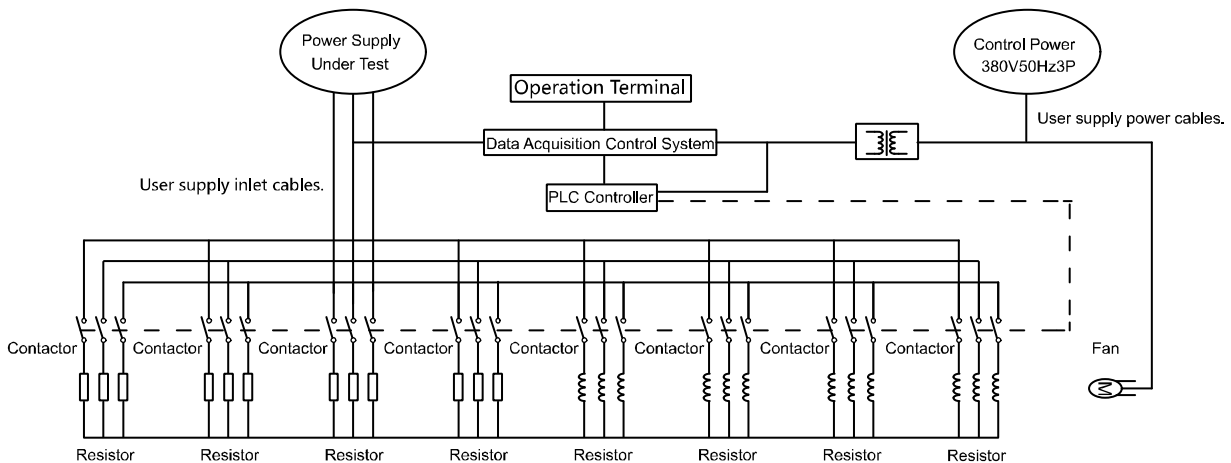 Power Supply
Under Test
Control Power
380V50Hz3P
Operation Terminal
User supply power cables.
Data Acquisition Control System
User supply inlet cables.
PLC Controller
Contactor
Contactor
Contactor
Contactor
Contactor
Contactor
Contactor
Contactor
Fan
M
Resistor
Resistor
Resistor
Resistor
Resistor
Resistor
Resistor
Resistor